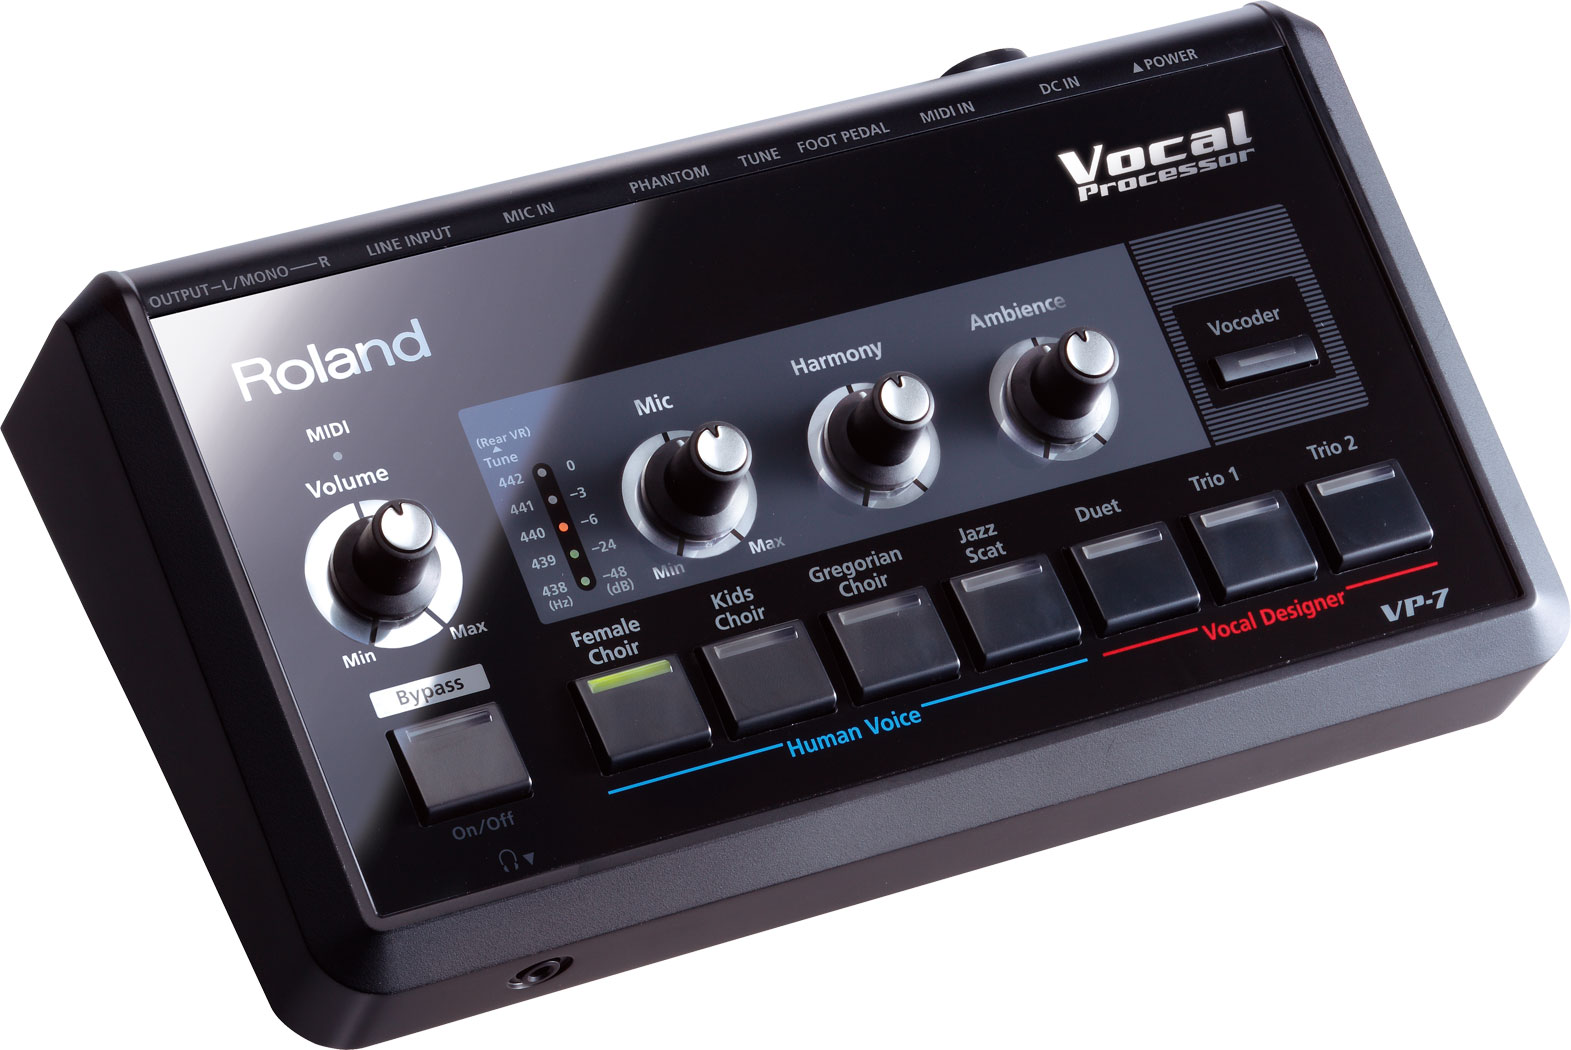 OUTPUT—L/MONO—R
LINE INPUT
MIC IN
PHANTOM
TUNE
FOOT PEDAL
MIDI IN
DC IN
▲POWER
Vocal
Processor
Roland
MIDI
Volume
Min
Max
(Rear VR)
▲
Tune
442
441
440
439
438
(Hz)
0
−3
−6
−24
−48
(dB)
Mic
Min
Max
Harmony
Ambience
Vocoder
Bypass
On/Off
Female
Choir
Kids
Choir
Gregorian
Choir
Jazz
Scat
Duet
Trio 1
Trio 2
Human Voice
Vocal Designer
VP-7